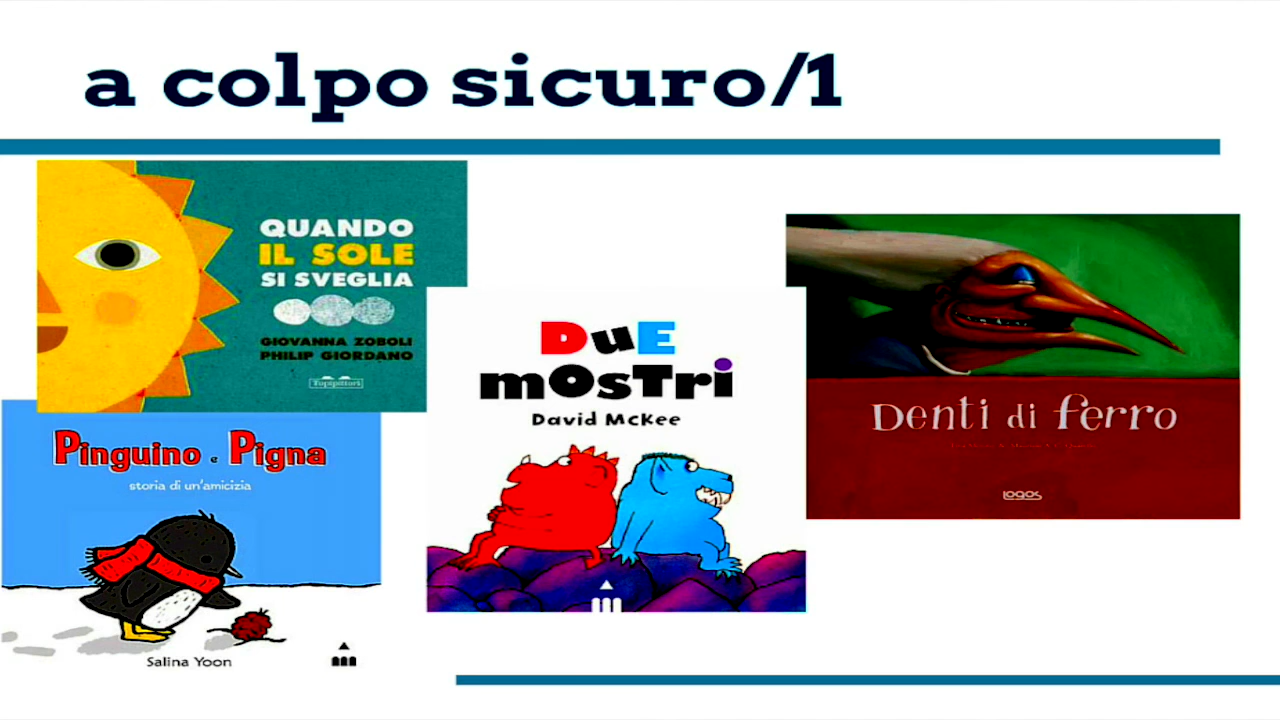 a colpo sicuro/1
QUANDO
IL SOLE
SI SVEGLIA
GIOVANNA ZOBOLI
PHILIP GIORDANO
Topipittori
Pinguino e Pigna
storia di un'amicizia
Salina Yoon
DuE
mOsTri
David McKee
Denti di ferro
LOGOS